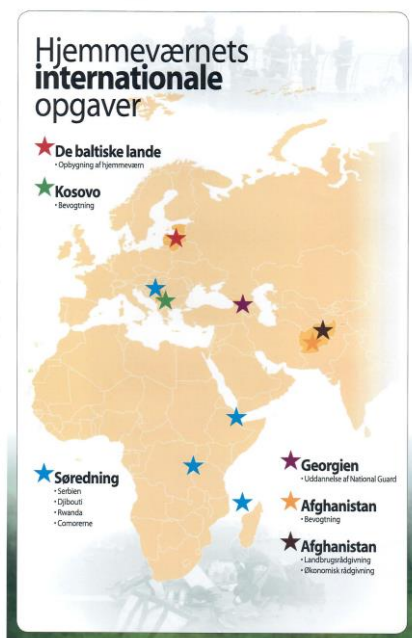 Hjemmeværnets
internationale
opgaver
De baltiske lande
• Opbygning af hjemmeværn
Kosovo
• Bevogtning
Søredning
• Serbien
• Djibouti
• Rwanda
• Comorerne
Georgien
• Uddannelse af National Guard
Afghanistan
• Bevogtning
Afghanistan
• Landbrugsrådgivning
• Økonomisk rådgivning